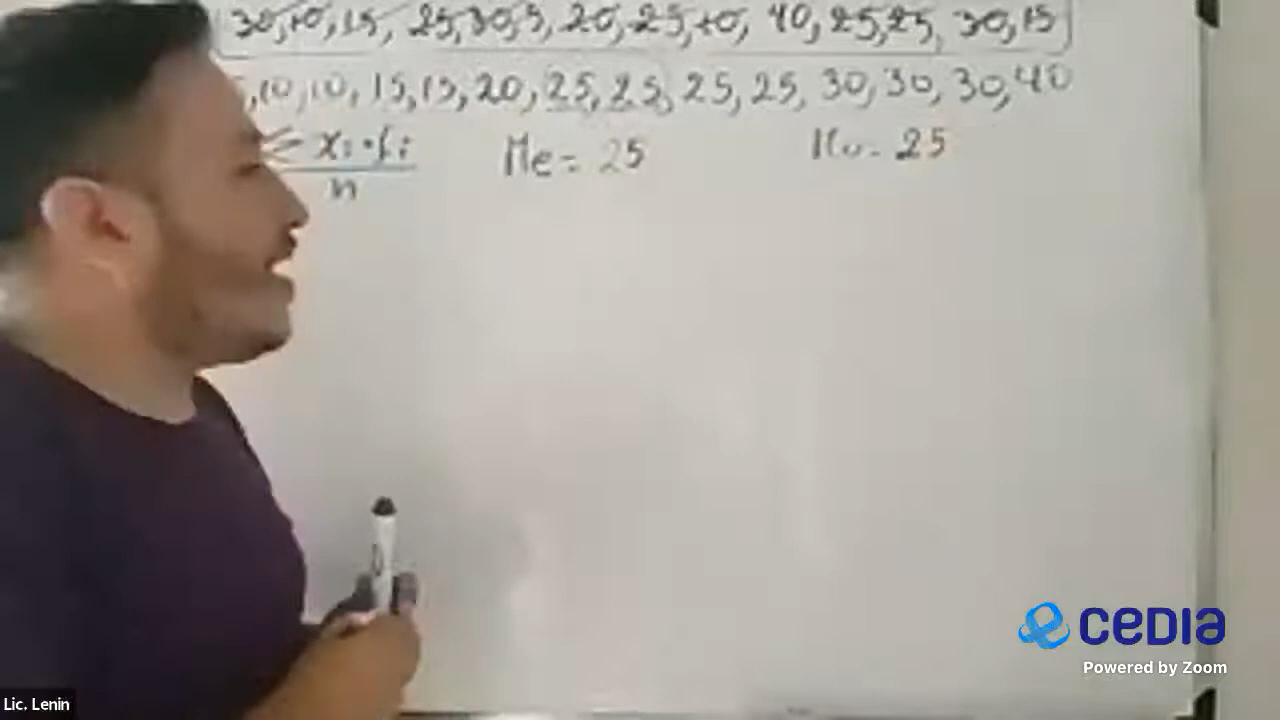 30, 10, 15, 25, 30, 5, 20, 25, 10, 40, 25, 25, 30, 15
,10, 10, 15, 15, 20, 25, 25, 25, 25, 30, 30, 30, 40
xi·fi Me = 25 Mo = 25
n
cedia
Powered by Zoom
Lic. Lenin